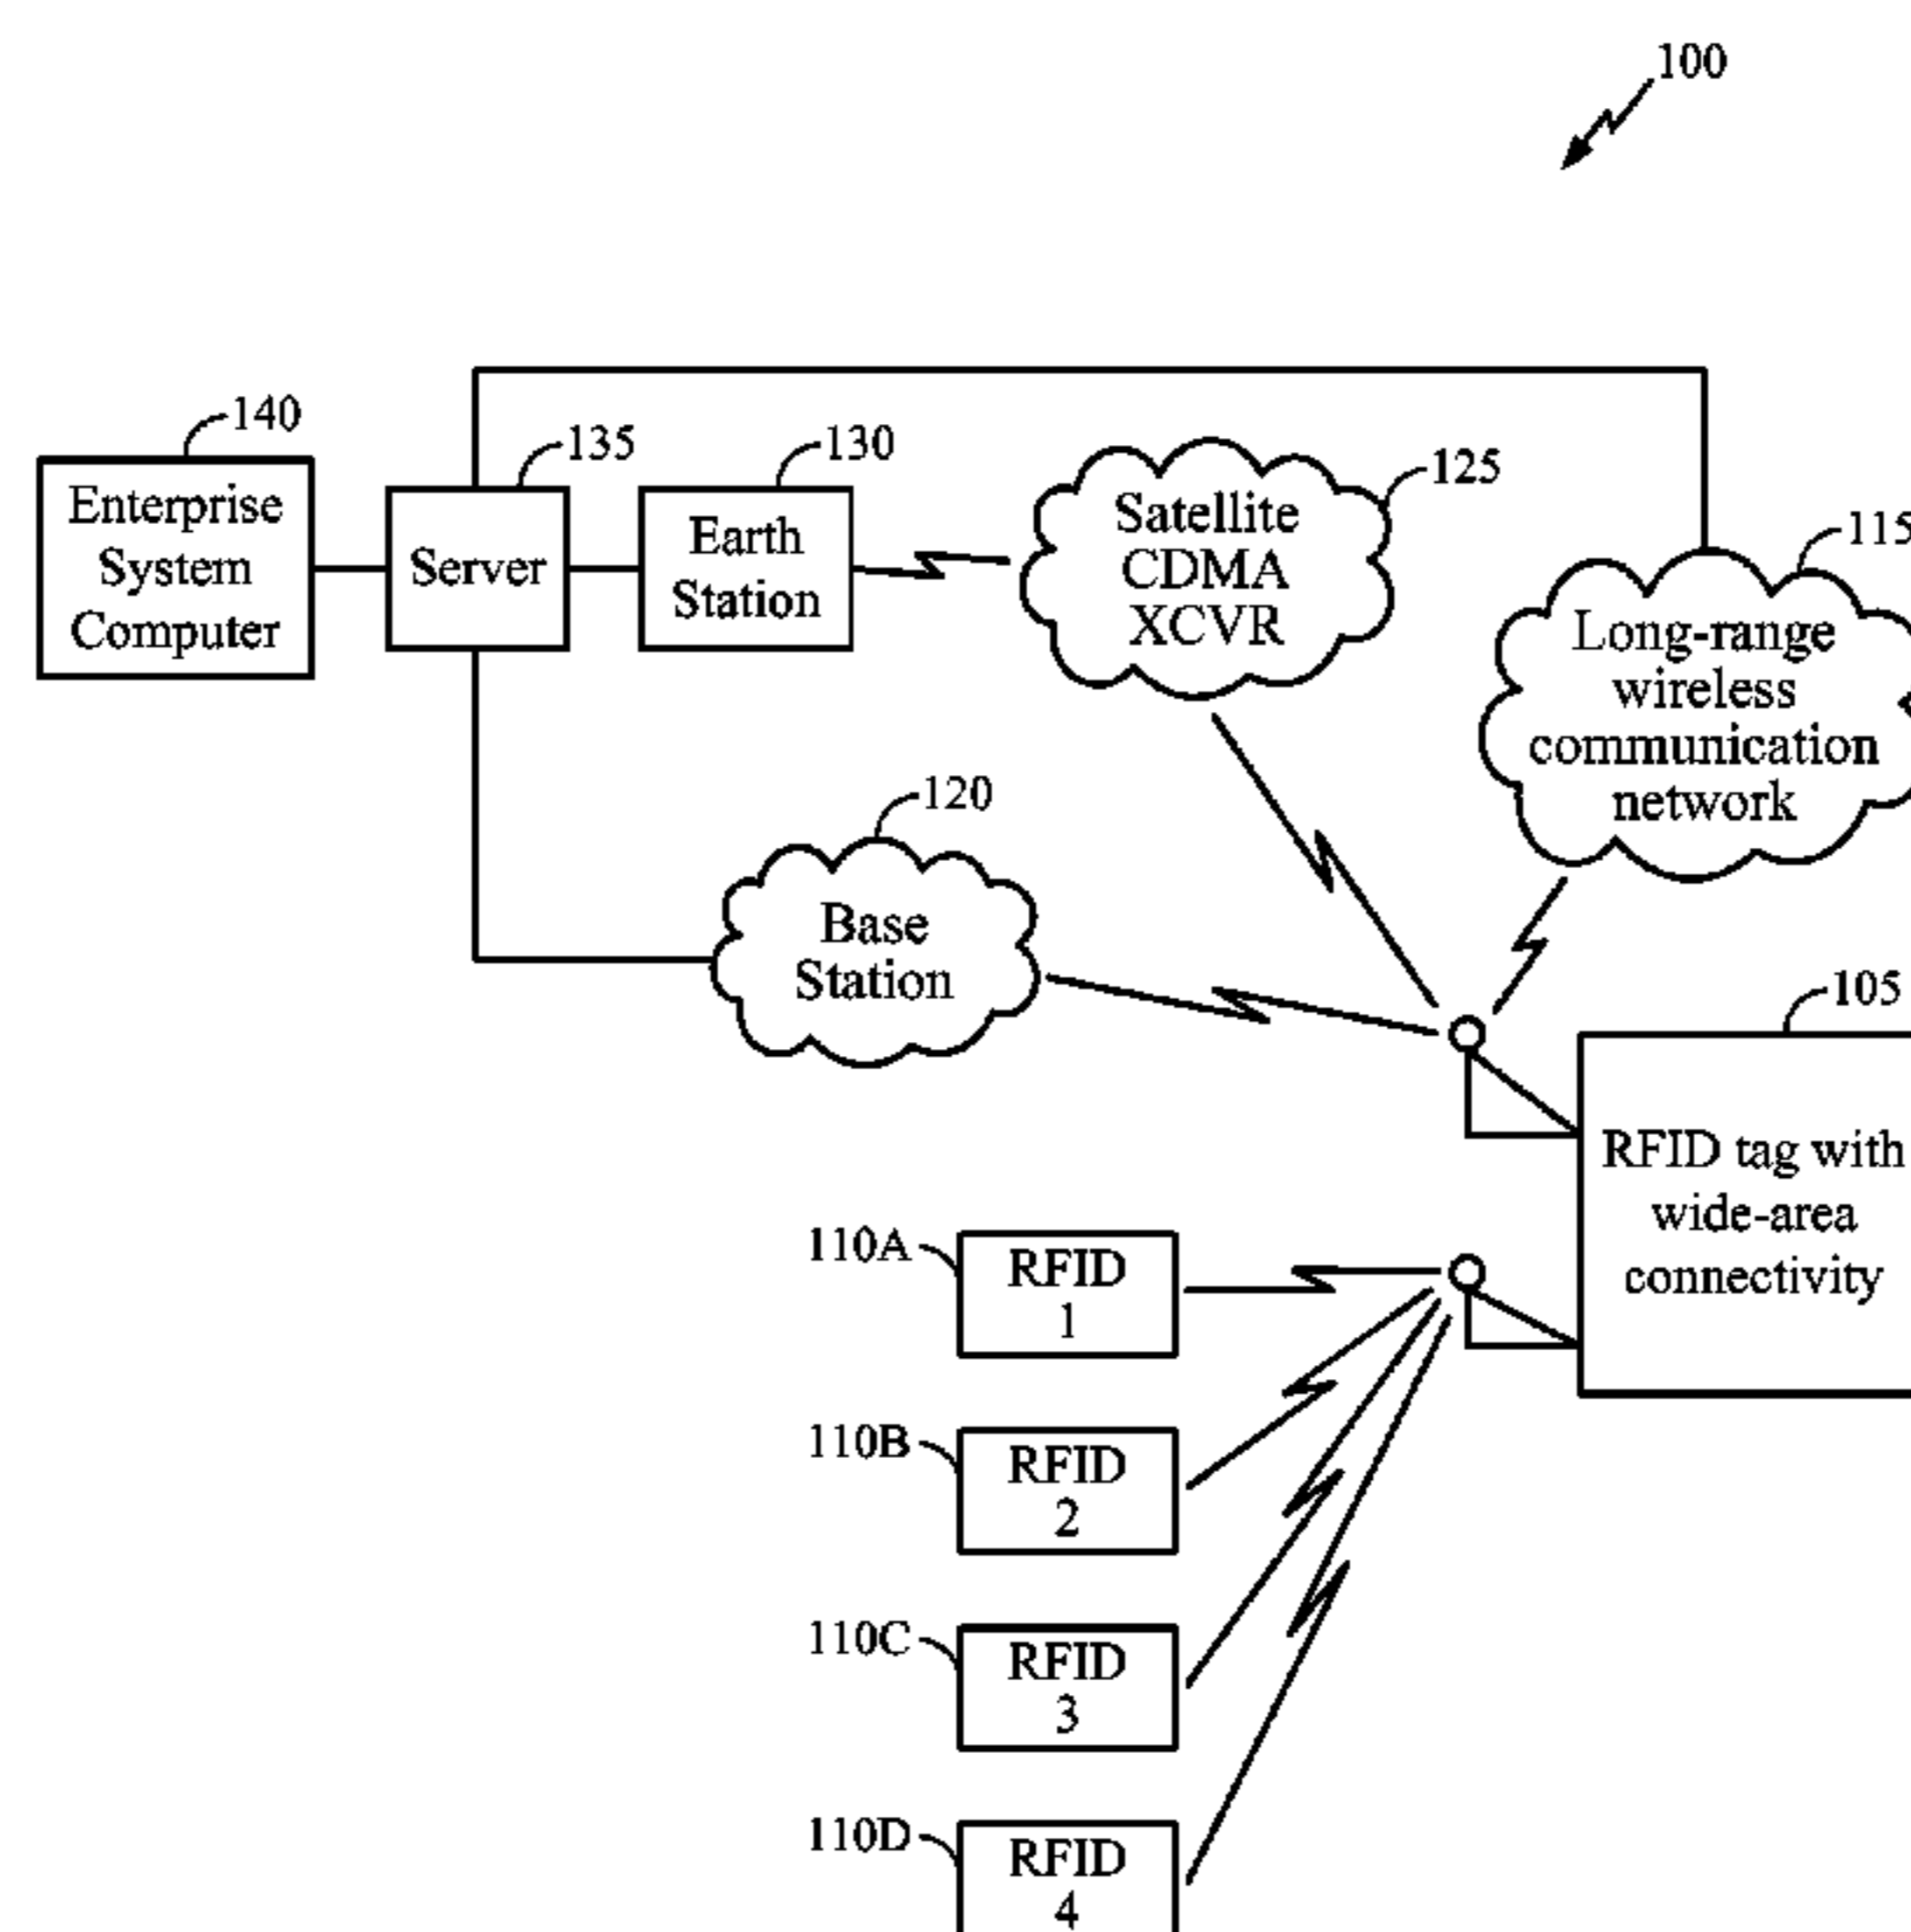 100
140
135
130
125
115
Enterprise
System
Computer
Server
Earth
Station
Satellite
CDMA
XCVR
Long-range
wireless
communication
network
120
Base
Station
105
RFID tag with
wide-area
connectivity
110A
RFID
1
110B
RFID
2
110C
RFID
3
110D
RFID
4